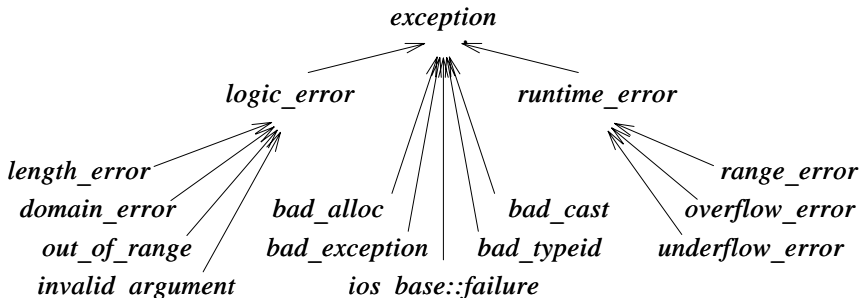 exception
logic_error runtime_error
length_error range_error
domain_error bad_alloc bad_cast overflow_error
out_of_range bad_exception bad_typeid underflow_error
invalid_argument ios_base::failure